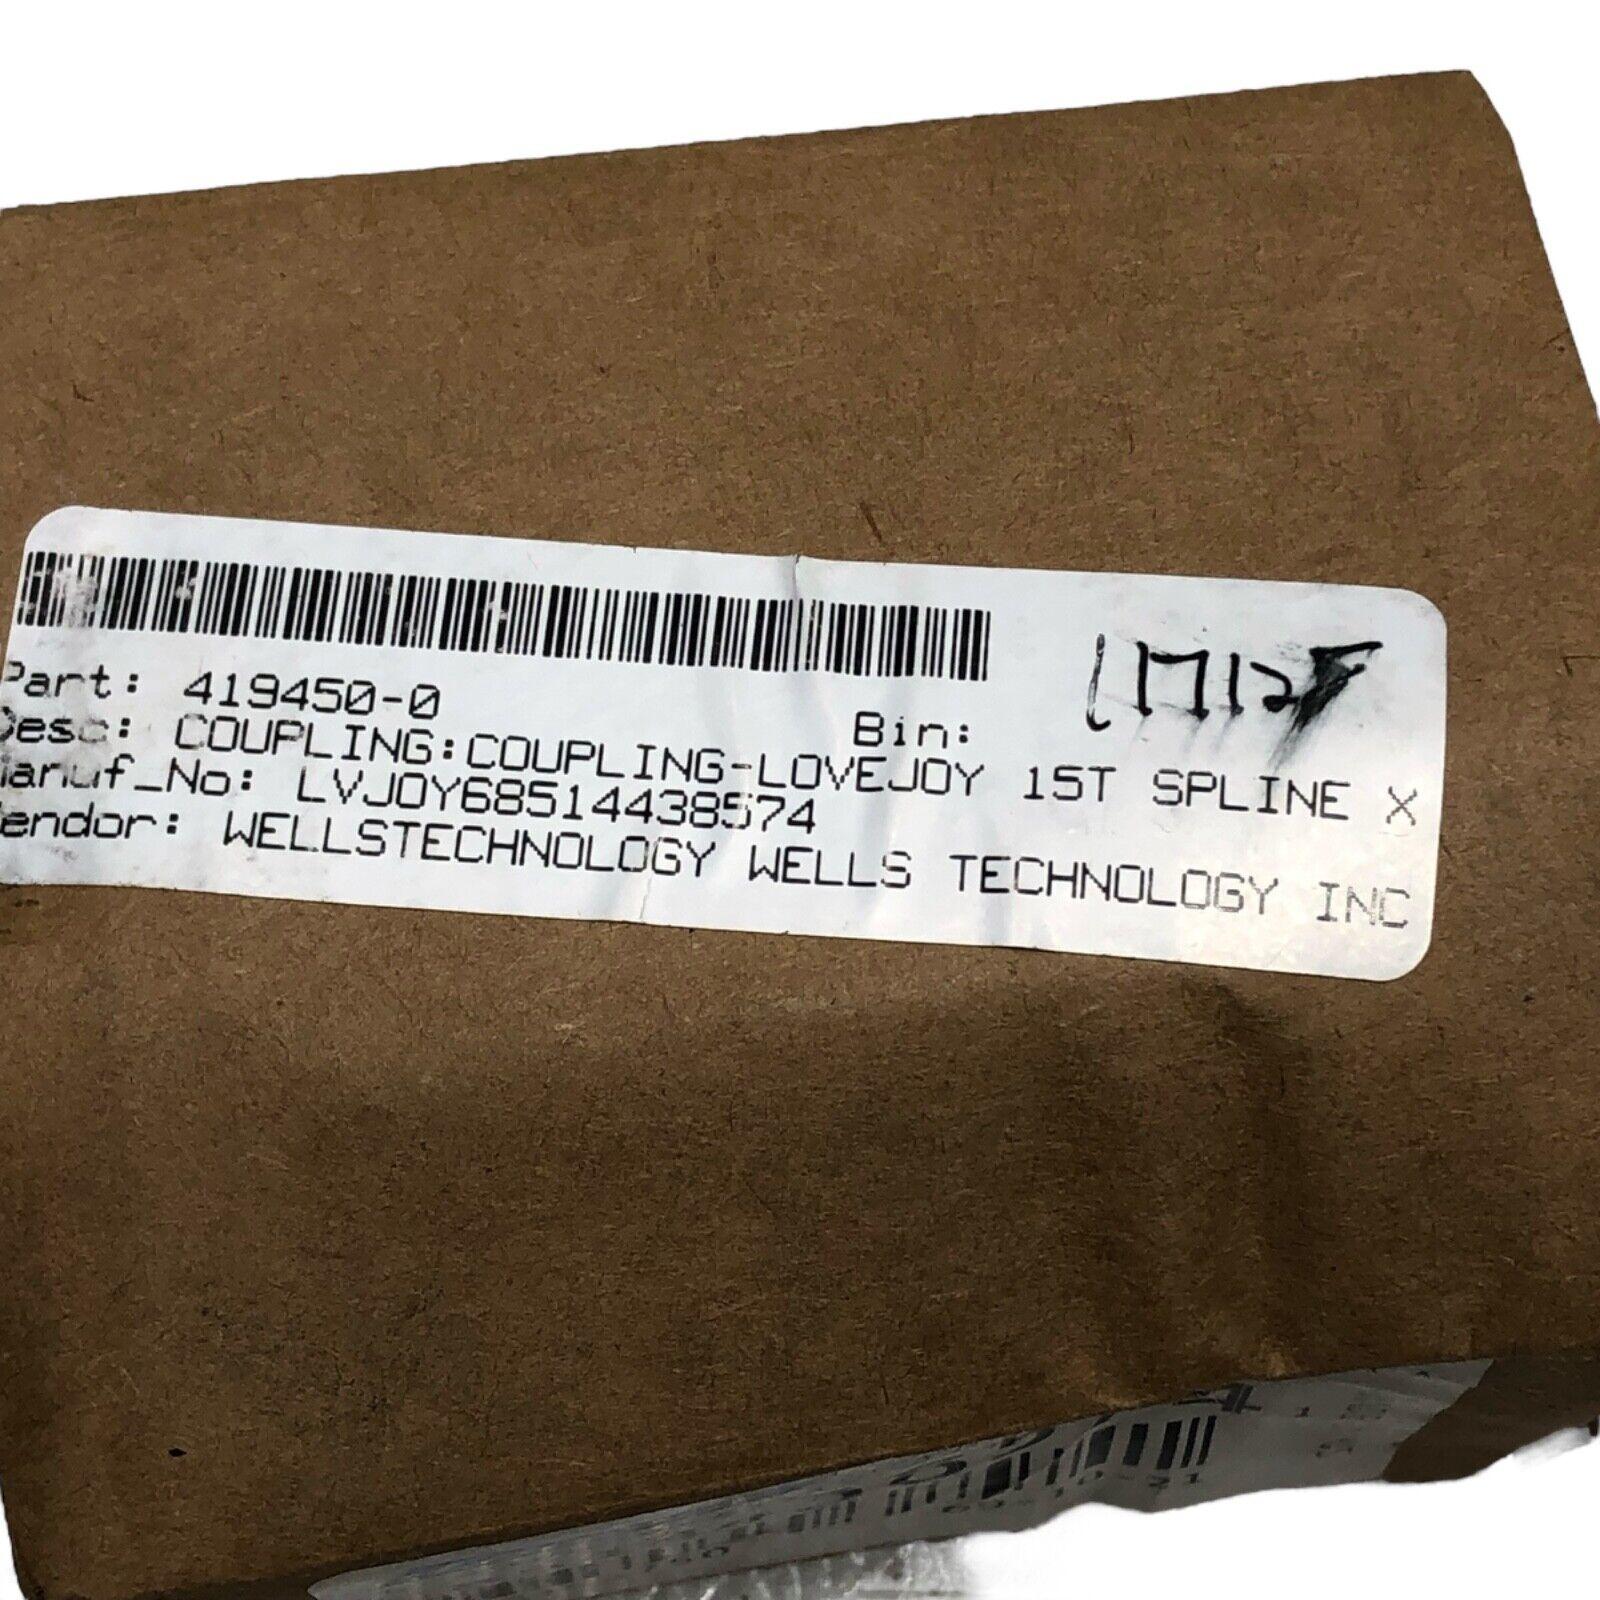 Part: 419450-0
Bin:
Desc: COUPLING:COUPLING-LOVEJOY 15T SPLINE X
Manuf_No: LVJOY68514438574
Vendor: WELLSTECHNOLOGY WELLS TECHNOLOGY INC